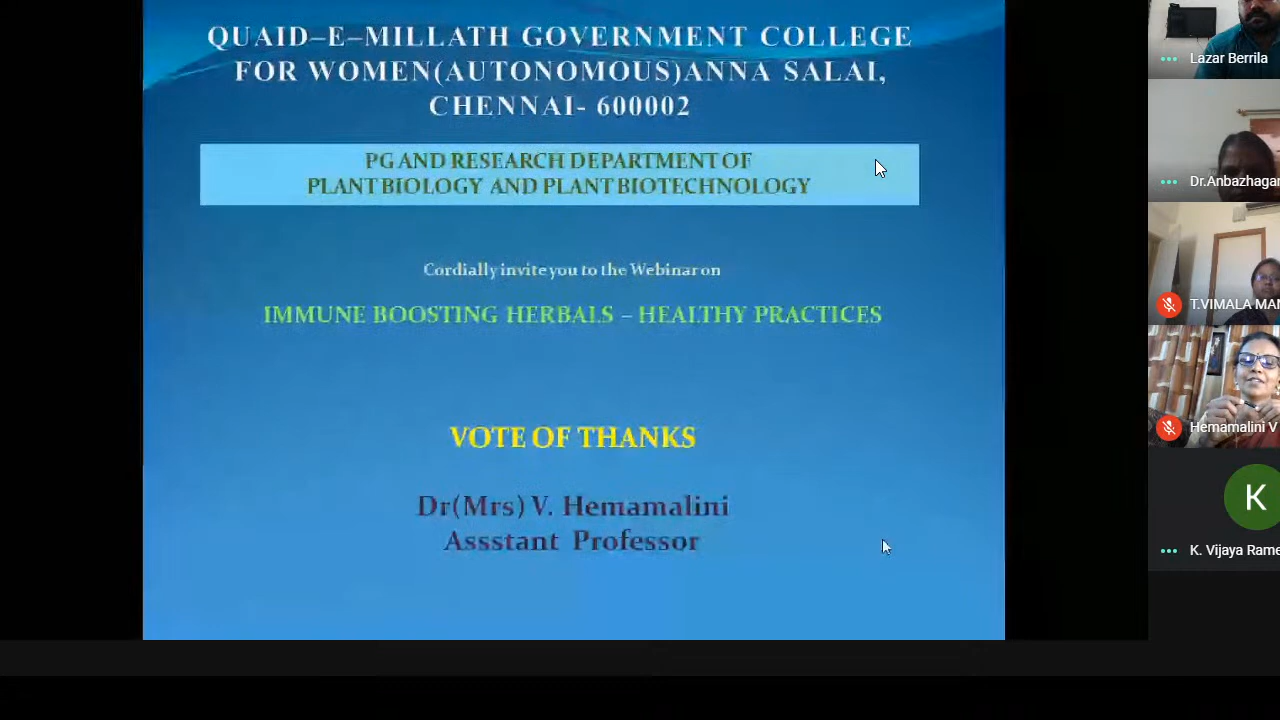 QUAID–E–MILLATH GOVERNMENT COLLEGE
FOR WOMEN(AUTONOMOUS)ANNA SALAI,
CHENNAI- 600002
PG AND RESEARCH DEPARTMENT OF
PLANT BIOLOGY AND PLANT BIOTECHNOLOGY
Cordially invite you to the Webinar on
IMMUNE BOOSTING HERBALS – HEALTHY PRACTICES
VOTE OF THANKS
Dr(Mrs) V. Hemamalini
Assstant Professor
Lazar Berrila
Dr.Anbazhagan
T.VIMALA MAN
Hemamalini V
K
K. Vijaya Rame